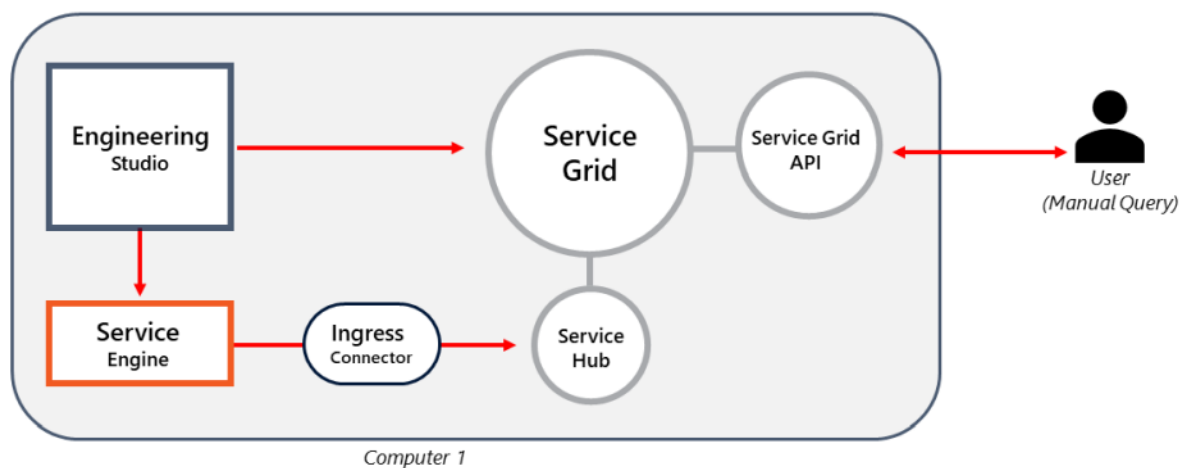 Engineering
Studio
Service
Grid
Service Grid
API
User
(Manual Query)
Service
Engine
Ingress
Connector
Service
Hub
Computer 1